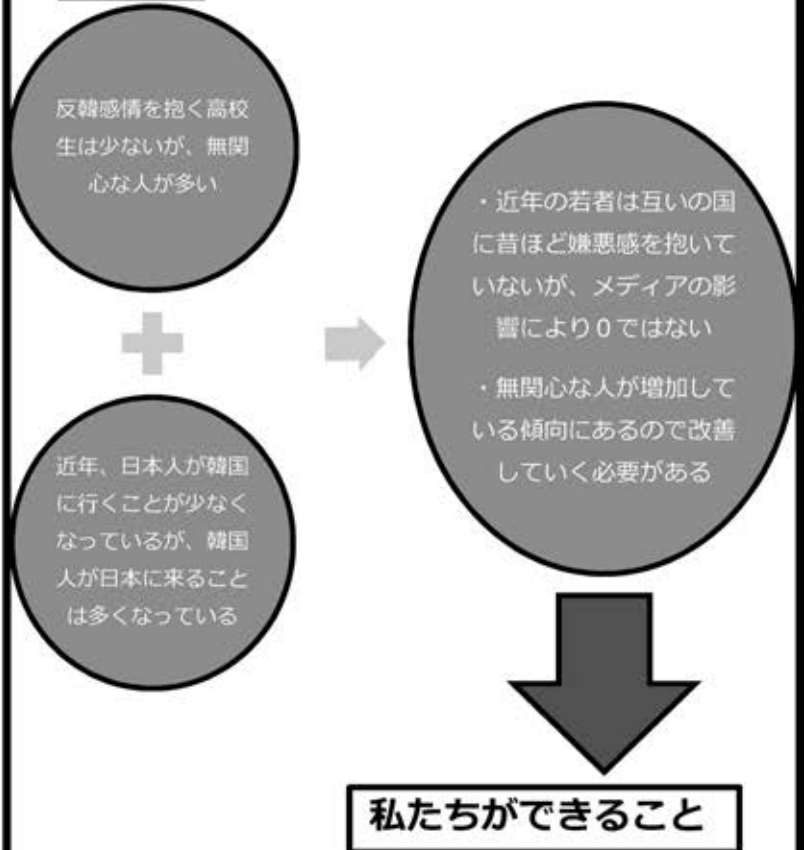 反韓感情を抱く高校
生は少ないが、無関
心な人が多い
近年、日本人が韓国
に行くことが少なく
なっているが、韓国
人が日本に来ること
は多くなっている
・近年の若者は互いの国
に昔ほど嫌悪感を抱いて
いないが、メディアの影
響により0ではない
・無関心な人が増加して
いる傾向にあるので改善
していく必要がある
私たちができること